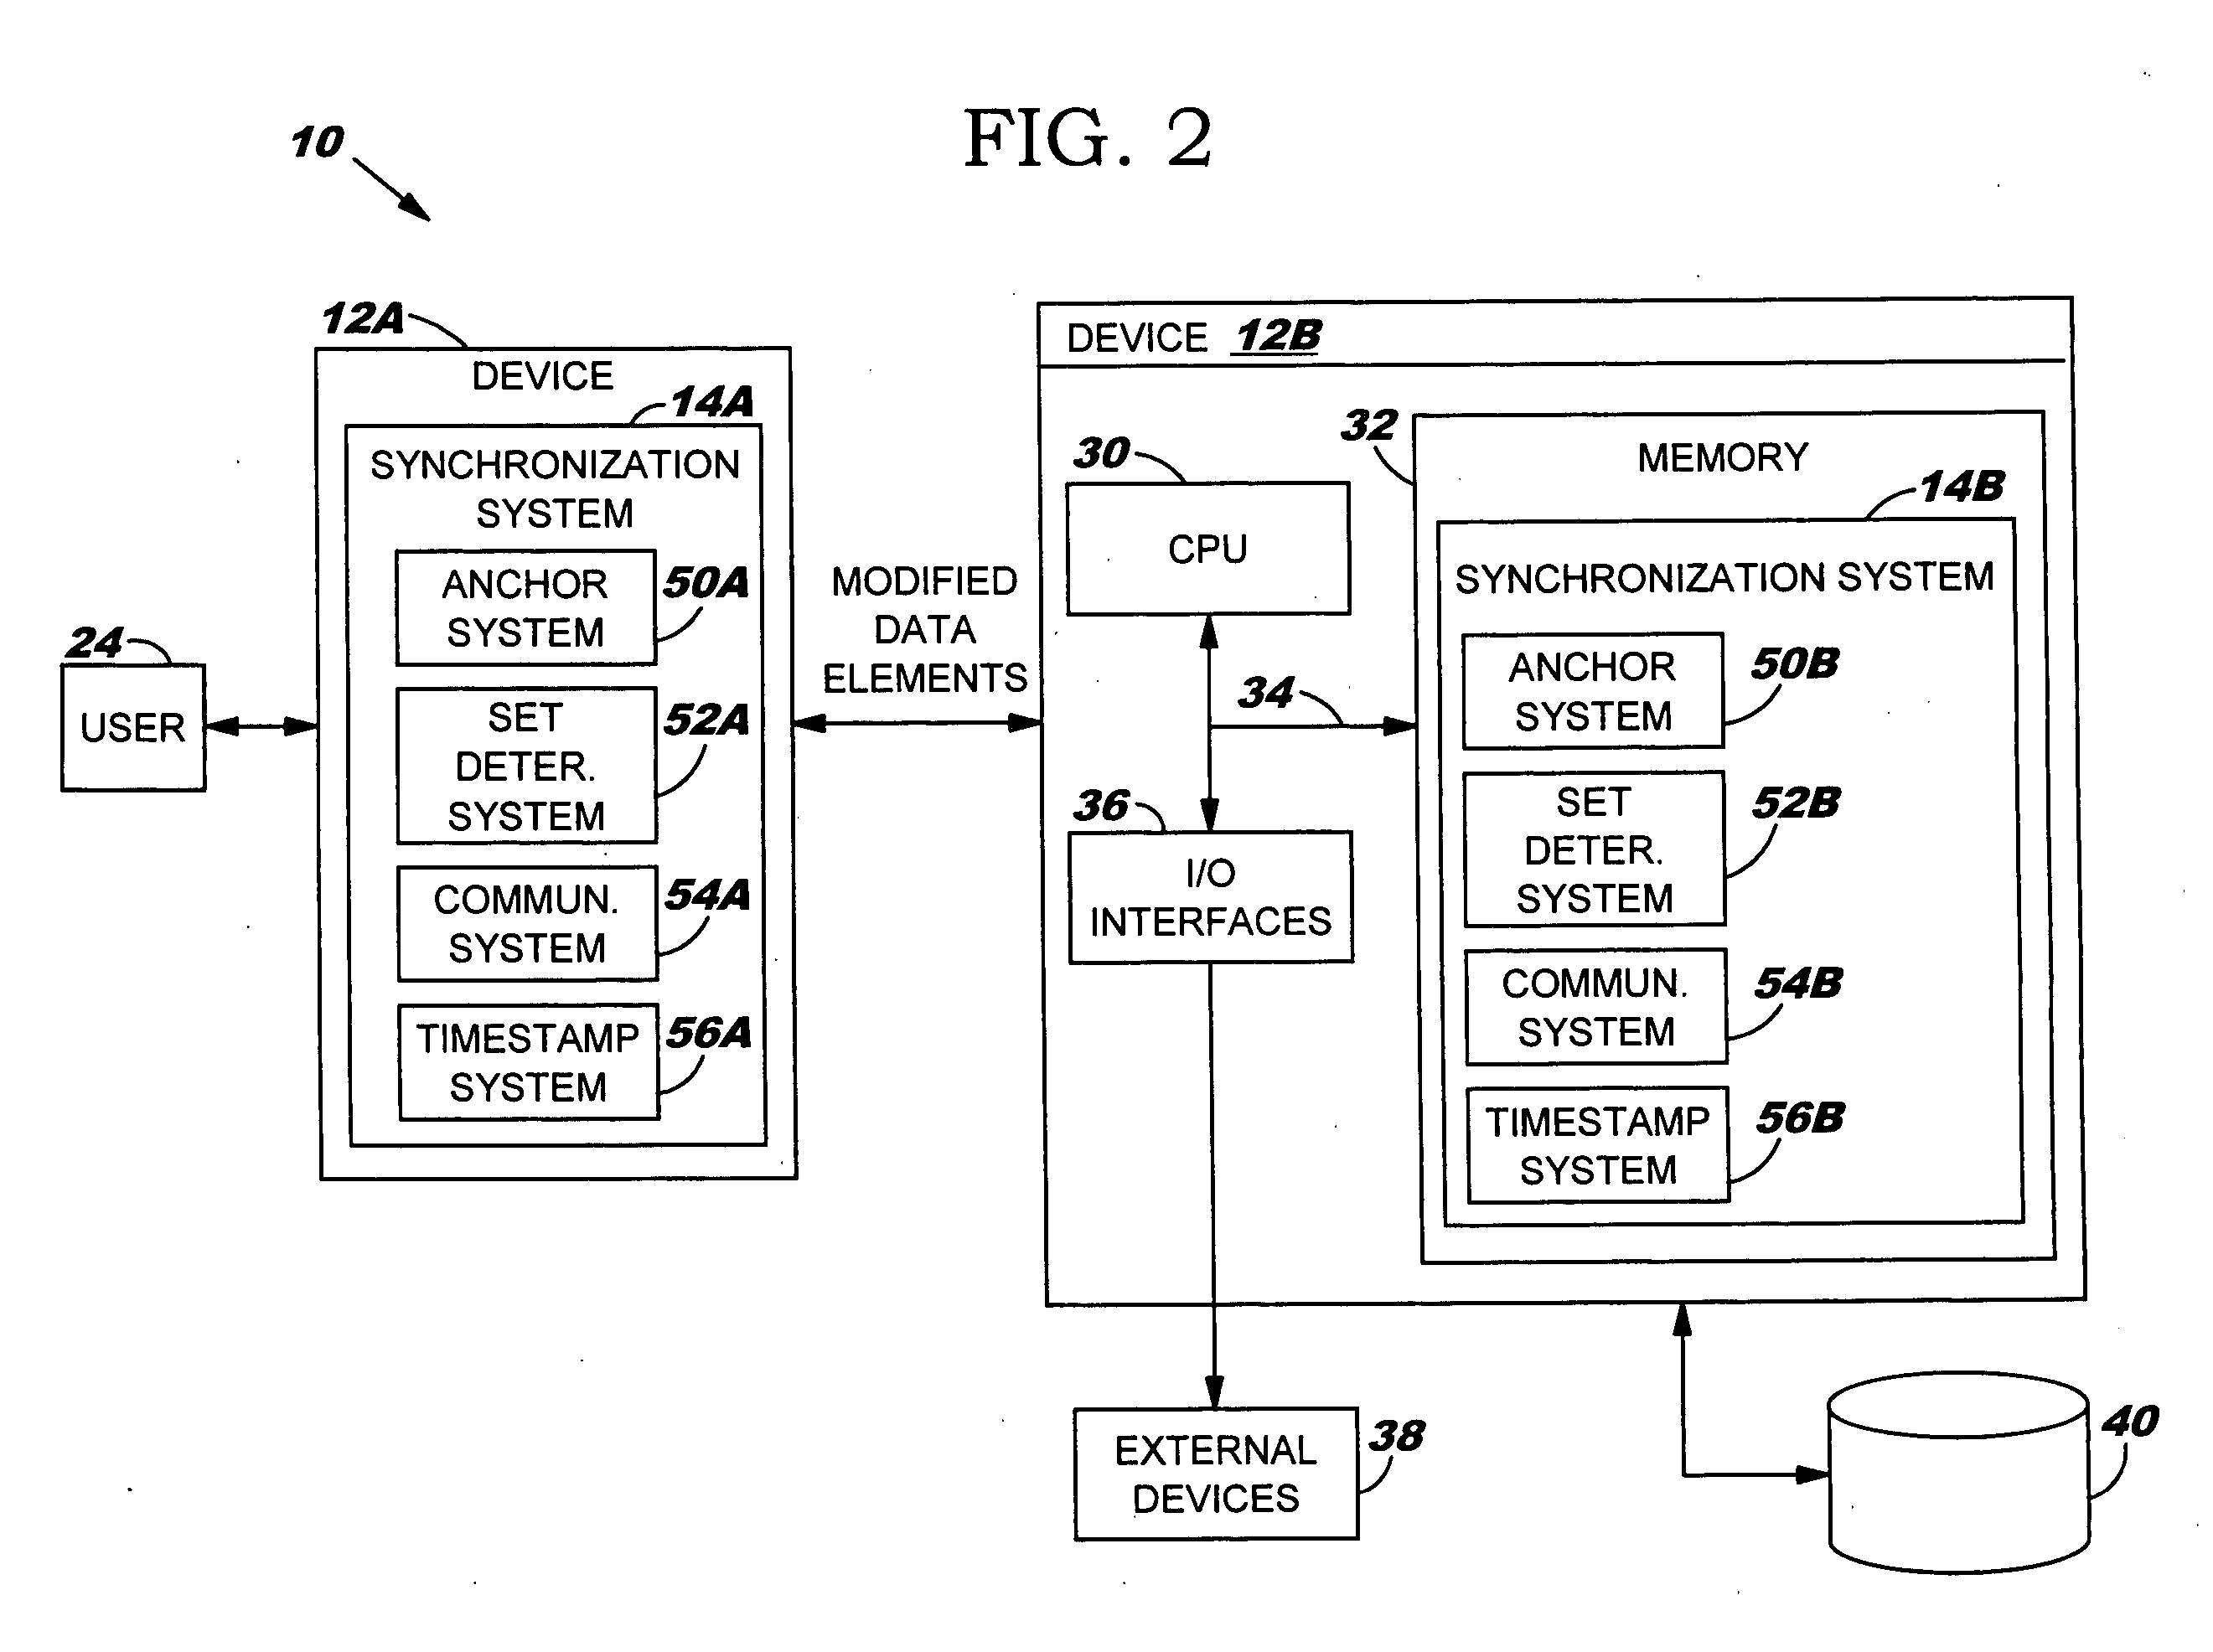 FIG. 2
10
12A
DEVICE
14A
SYNCHRONIZATION
SYSTEM
ANCHOR
SYSTEM
50A
SET
DETER.
SYSTEM
52A
COMMUN.
SYSTEM
54A
TIMESTAMP
SYSTEM
56A
24
USER
MODIFIED
DATA
ELEMENTS
DEVICE 12B
30
CPU
34
36
I/O
INTERFACES
32
MEMORY
14B
SYNCHRONIZATION SYSTEM
ANCHOR
SYSTEM
50B
SET
DETER.
SYSTEM
52B
COMMUN.
SYSTEM
54B
TIMESTAMP
SYSTEM
56B
EXTERNAL
DEVICES
38
40